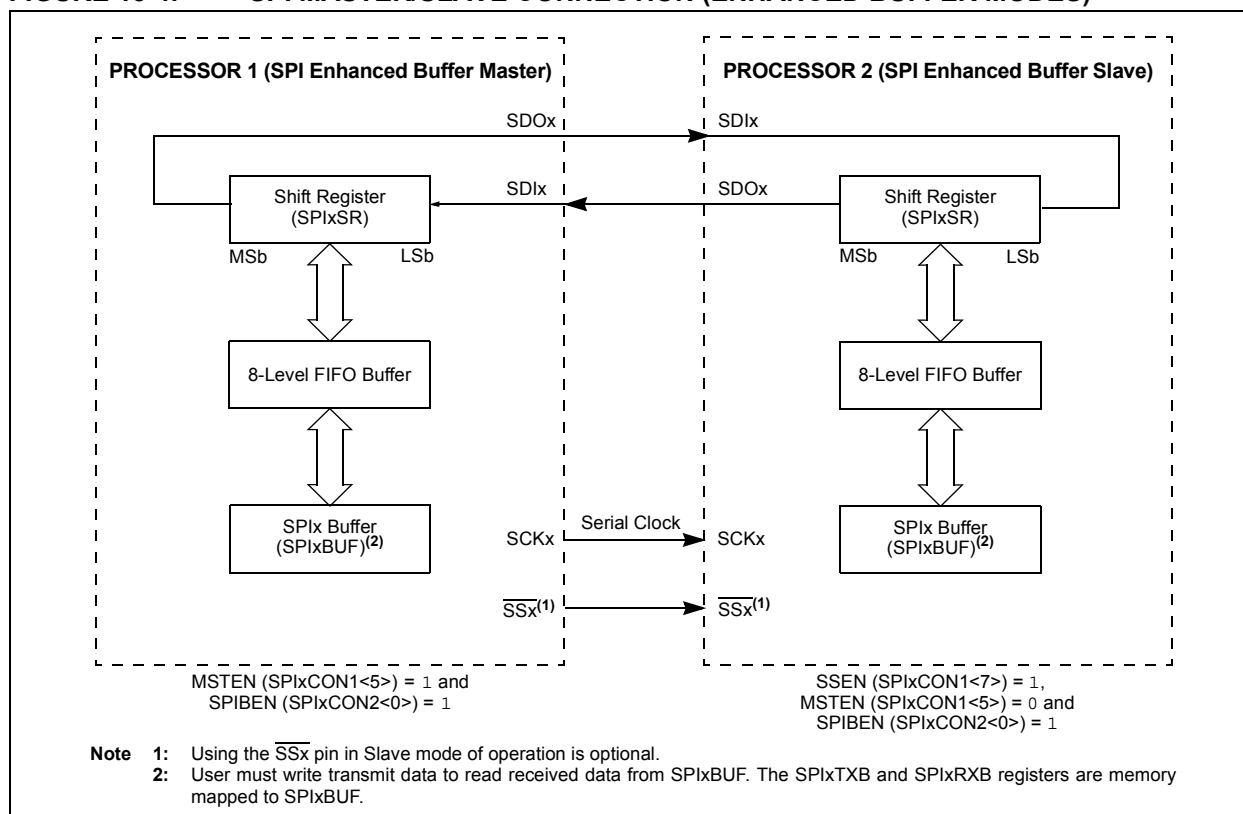 PROCESSOR 1 (SPI Enhanced Buffer Master)
PROCESSOR 2 (SPI Enhanced Buffer Slave)
SDOx
SDIx
SDIx
SDOx
Shift Register
(SPIxSR)
MSb
LSb
Shift Register
(SPIxSR)
MSb
LSb
8-Level FIFO Buffer
8-Level FIFO Buffer
SPIx Buffer
(SPIxBUF)(2)
SPIx Buffer
(SPIxBUF)(2)
SCKx
Serial Clock
SCKx
SSx(1)
SSx(1)
MSTEN (SPIxCON1<5>) = 1 and
SPIBEN (SPIxCON2<0>) = 1
SSEN (SPIxCON1<7>) = 1,
MSTEN (SPIxCON1<5>) = 0 and
SPIBEN (SPIxCON2<0>) = 1
Note 1: Using the SSx pin in Slave mode of operation is optional.
2: User must write transmit data to read received data from SPIxBUF. The SPIxTXB and SPIxRXB registers are memory
mapped to SPIxBUF.